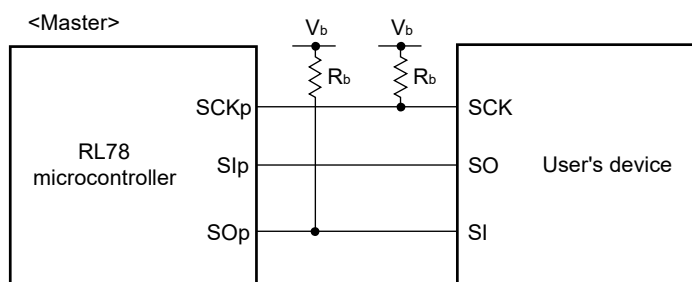 <Master>
Vb Vb
Rb Rb
SCKp SCK
RL78
microcontroller
SIp SO
User's device
SOp SI